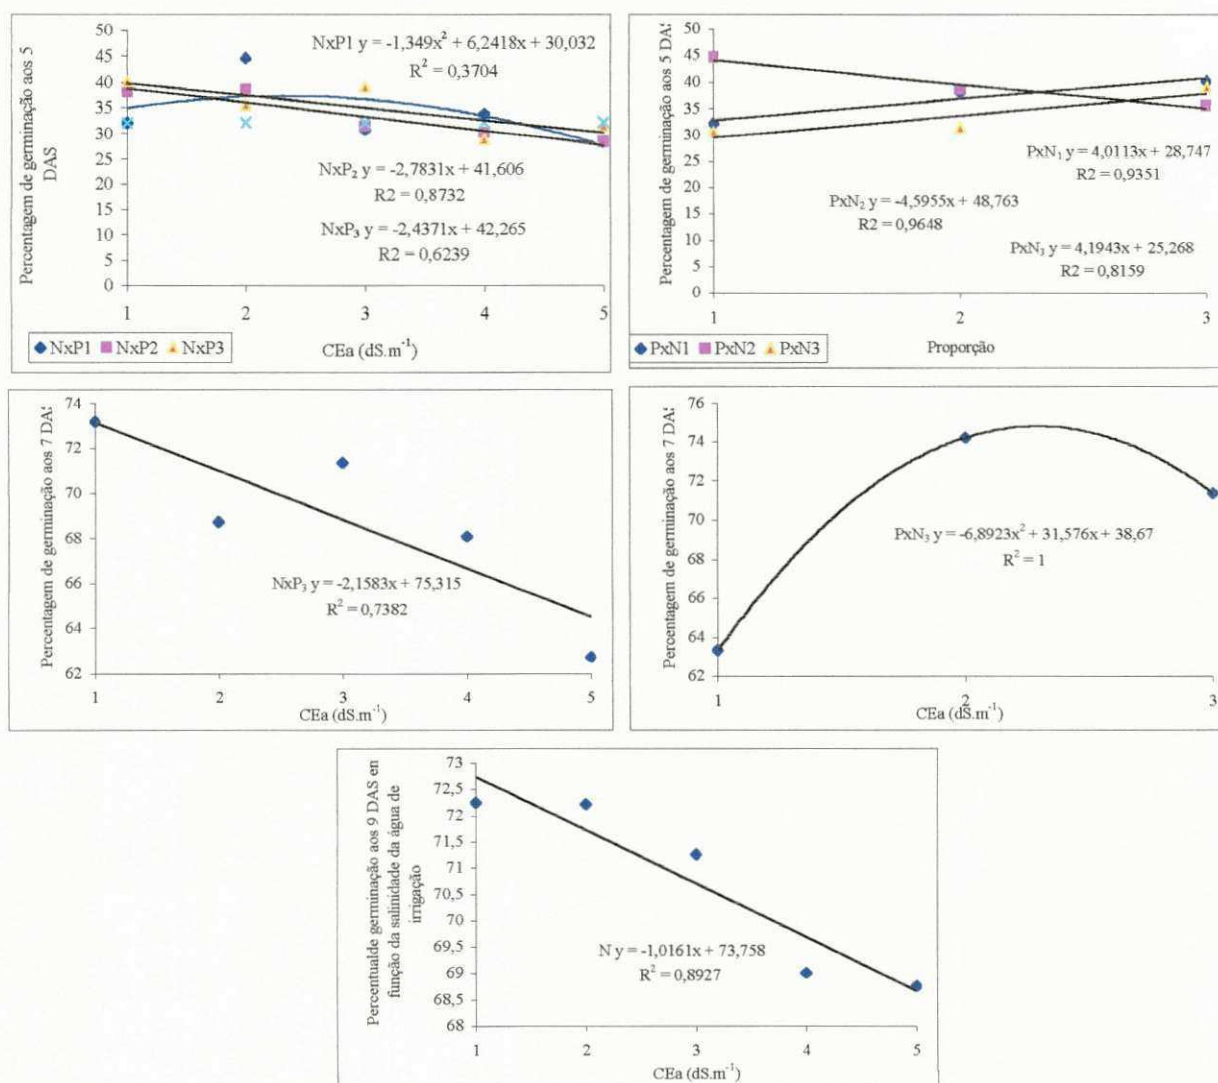 Percentagem de germinação aos 5
DAS
50
45
40
35
30
25
20
15
10
5
0
NxP1 y = -1,349x² + 6,2418x + 30,032
R² = 0,3704
NxP₂ y = -2,7831x + 41,606
R2 = 0,8732
NxP₃ y = -2,4371x + 42,265
R2 = 0,6239
1 2 3 4 5
CEa (dS.m⁻¹)
NxP1 NxP2 NxP3
Percentagem de germinação aos 5 DA
50
45
40
35
30
25
20
15
10
5
0
PxN₁ y = 4,0113x + 28,747
R2 = 0,9351
PxN₂ y = -4,5955x + 48,763
R2 = 0,9648
PxN₃ y = 4,1943x + 25,268
R2 = 0,8159
1 2 3
Proporção
PxN1 PxN2 PxN3
Percentagem de germinação aos 7 DA
74
72
70
68
66
64
62
NxP₃ y = -2,1583x + 75,315
R² = 0,7382
1 2 3 4 5
CEa (dS.m⁻¹)
Percentagem de germinação aos 7 DA
76
74
72
70
68
66
64
62
PxN₃ y = -6,8923x² + 31,576x + 38,67
R² = 1
1 2 3
CEa (dS.m⁻¹)
Percentualde germinação aos 9 DAS en
função da salinidade da água de
irrigação
73
72,5
72
71,5
71
70,5
70
69,5
69
68,5
68
N y = -1,0161x + 73,758
R² = 0,8927
1 2 3 4 5
CEa (dS.m⁻¹)